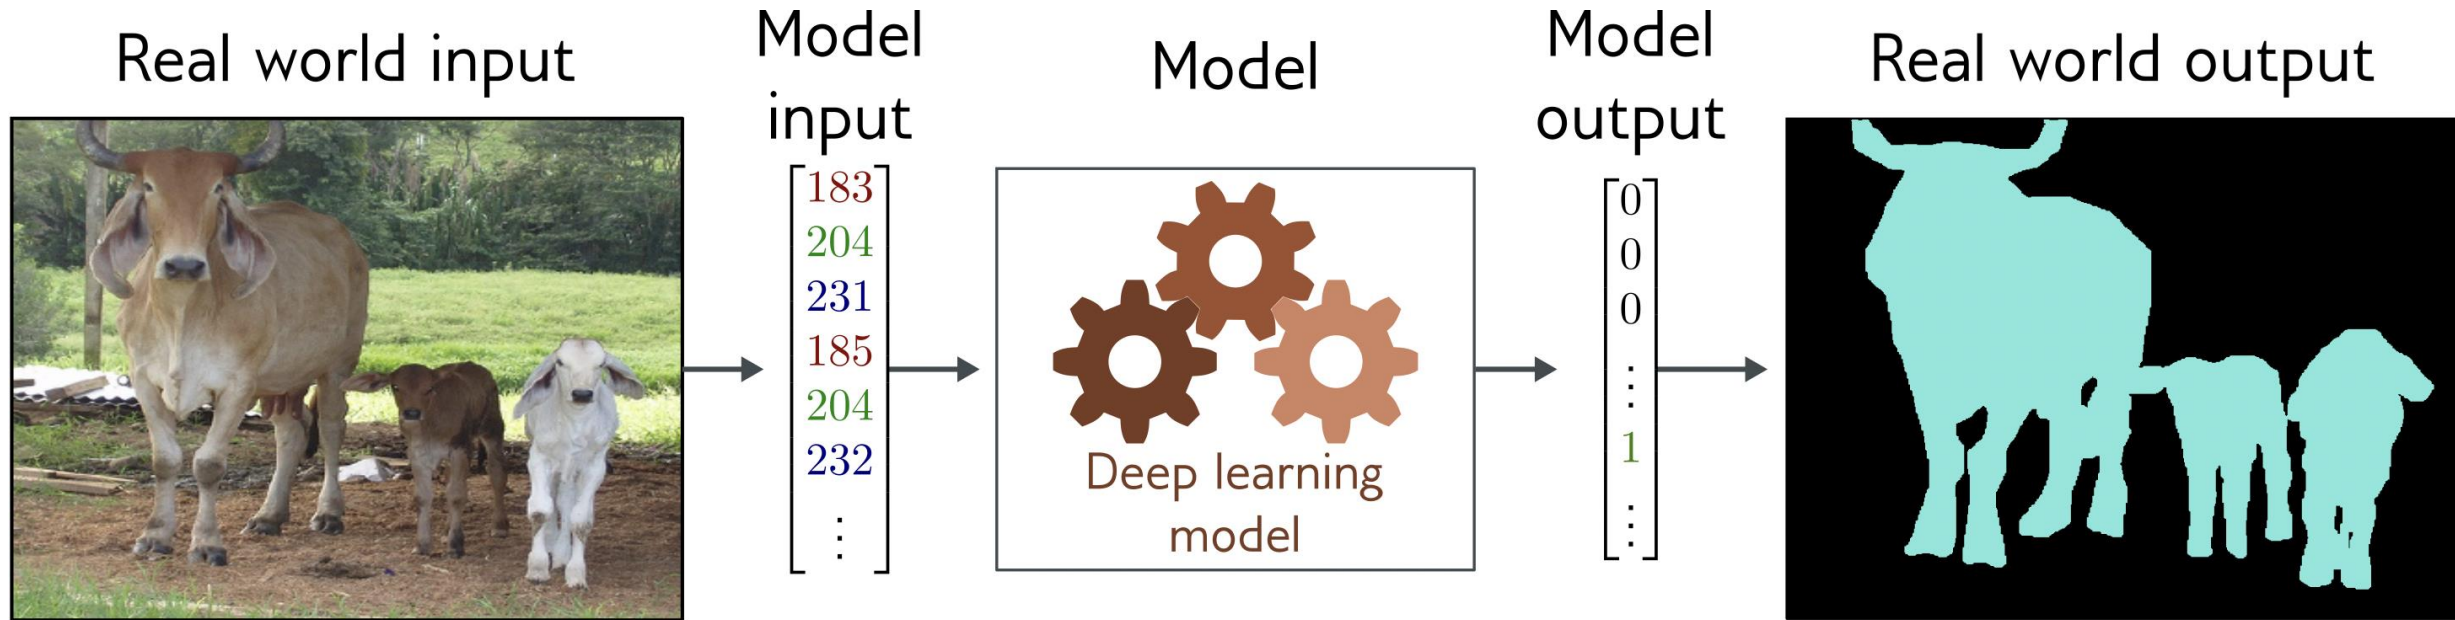 Real world input
Model
input
183
204
231
185
204
232
⋮
Model
Deep learning
model
Model
output
0
0
0
⋮
1
⋮
Real world output